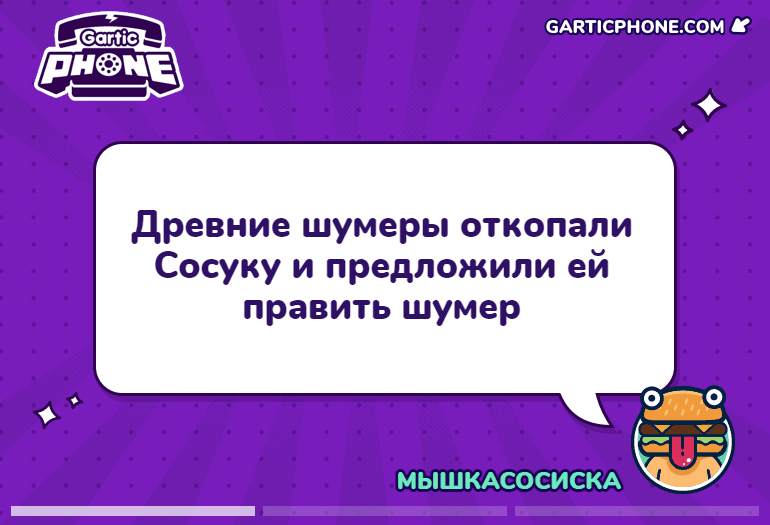 Gartic
PHONE
GARTICPHONE.COM
Древние шумеры откопали
Сосуку и предложили ей
править шумер
МЫШКАСОСИСКА